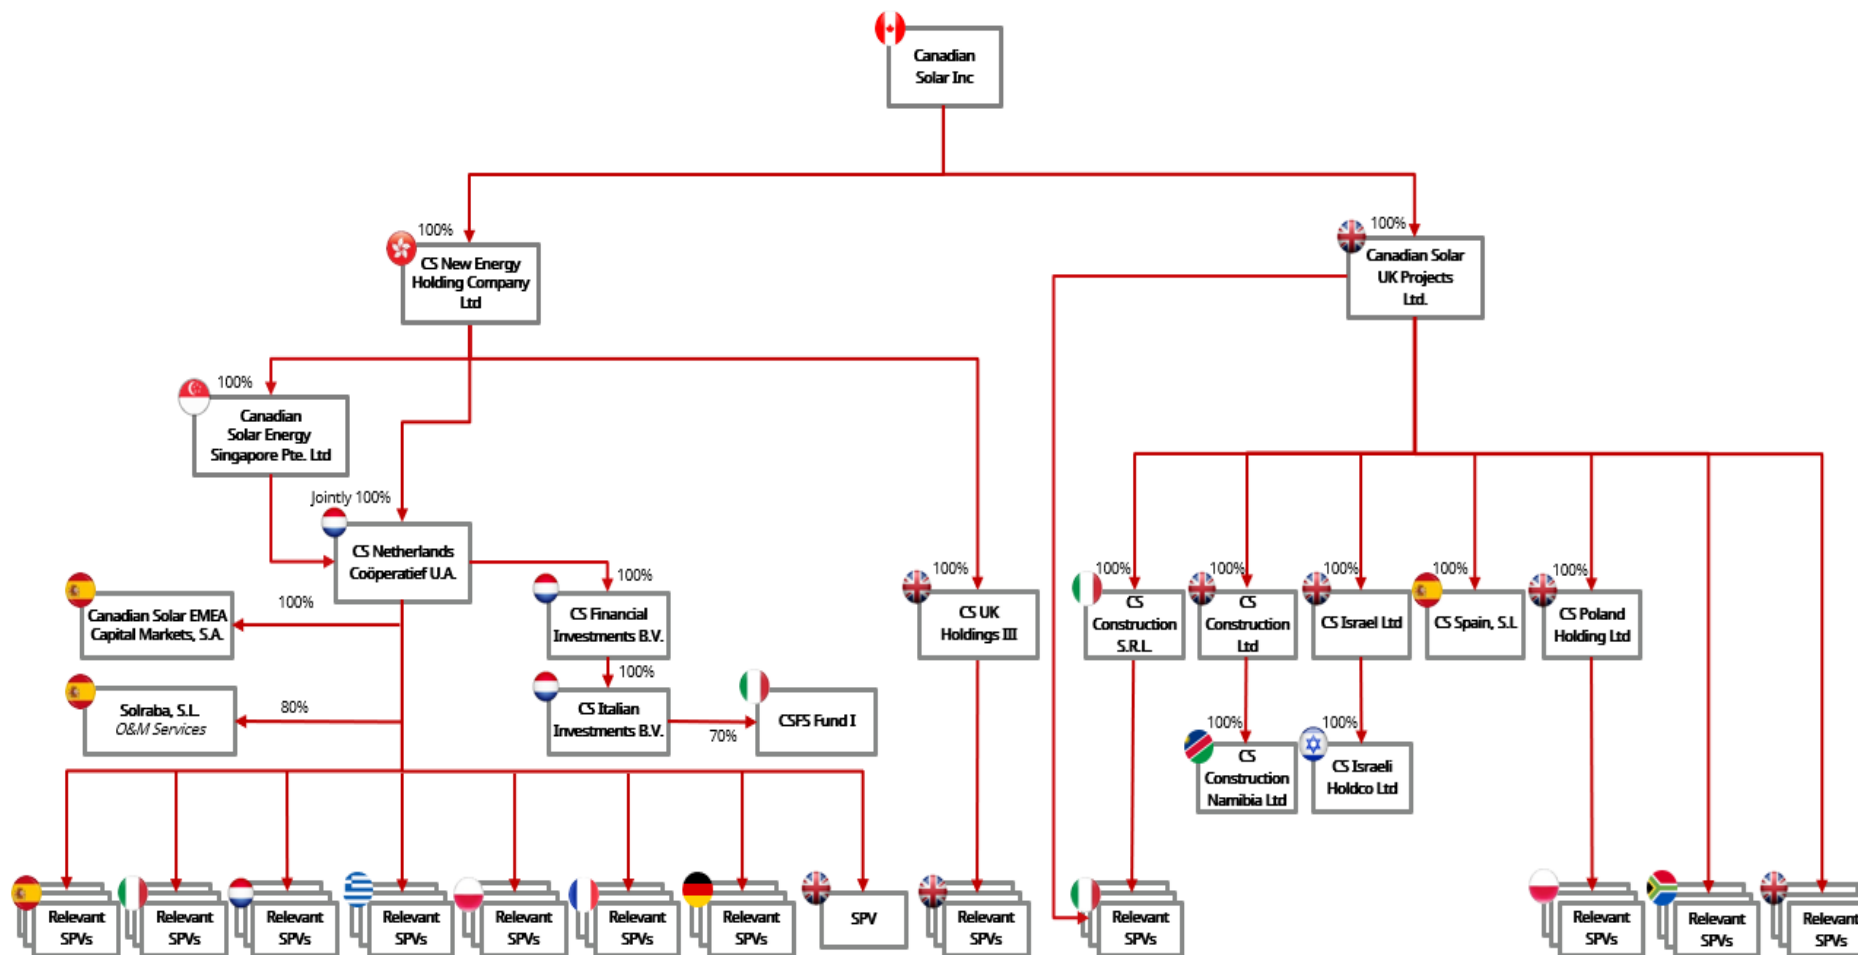 Canadian
Solar Inc
100%
CS New Energy
Holding Company
Ltd
100%
Canadian Solar
UK Projects
Ltd.
100%
Canadian
Solar Energy
Singapore Pte. Ltd
Jointly 100%
CS Netherlands
Coöperatief U.A.
100%
Canadian Solar EMEA
Capital Markets, S.A.
80%
Solraba, S.L.
O&M Services
100%
CS Financial
Investments B.V.
100%
CS Italian
Investments B.V.
70%
CSFS Fund I
100%
CS UK
Holdings III
100%
CS
Construction
S.R.L.
100%
CS
Construction
Ltd
100%
CS Israel Ltd
100%
CS Spain, S.L
100%
CS Poland
Holding Ltd
100%
CS
Construction
Namibia Ltd
100%
CS Israeli
Holdco Ltd
Relevant
SPVs
Relevant
SPVs
Relevant
SPVs
Relevant
SPVs
Relevant
SPVs
Relevant
SPVs
Relevant
SPVs
SPV
Relevant
SPVs
Relevant
SPVs
Relevant
SPVs
Relevant
SPVs
Relevant
SPVs